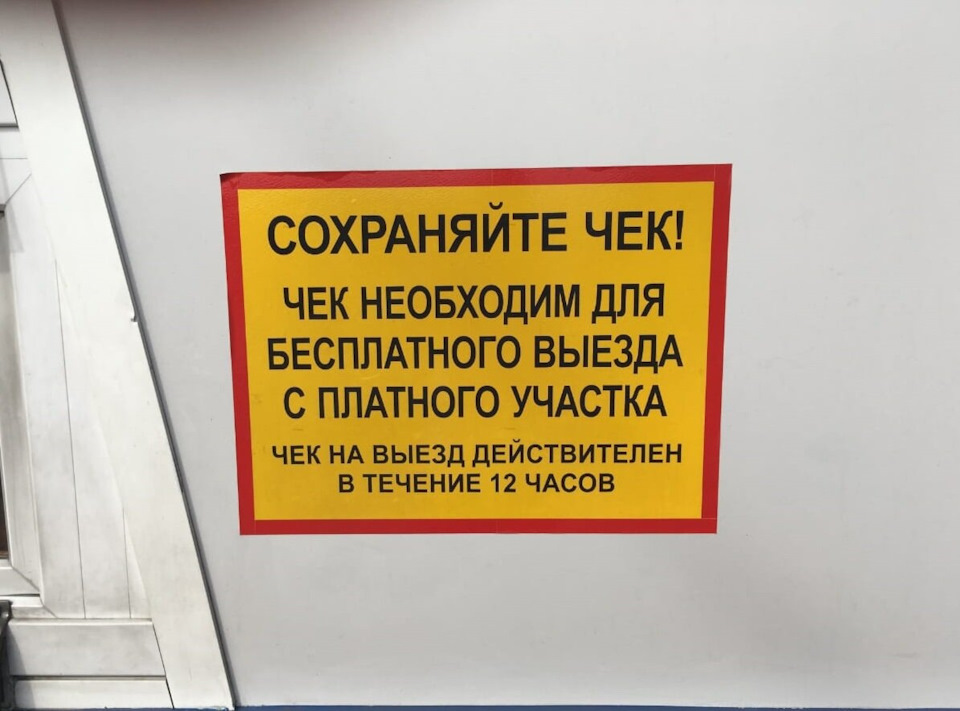 СОХРАНЯЙТЕ ЧЕК!
ЧЕК НЕОБХОДИМ ДЛЯ
БЕСПЛАТНОГО ВЫЕЗДА
С ПЛАТНОГО УЧАСТКА
ЧЕК НА ВЫЕЗД ДЕЙСТВИТЕЛЕН
В ТЕЧЕНИЕ 12 ЧАСОВ